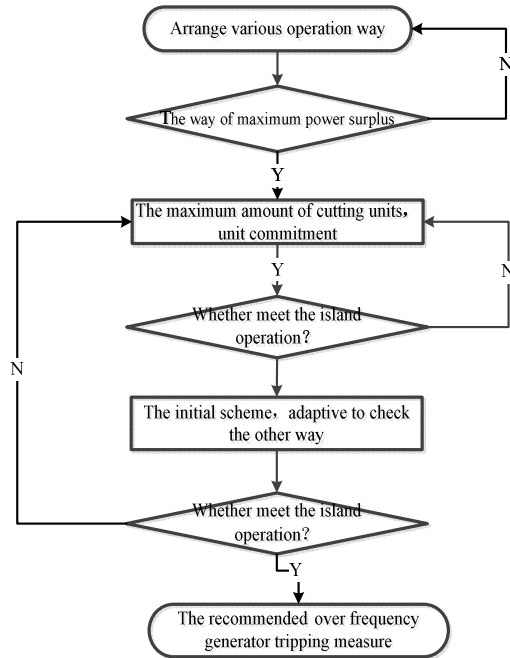 Arrange various operation way
N
The way of maximum power surplus
Y
The maximum amount of cutting units,
unit commitment
Y
N
Whether meet the island
operation?
N
The initial scheme, adaptive to check
the other way
Whether meet the island
operation?
Y
The recommended over frequency
generator tripping measure